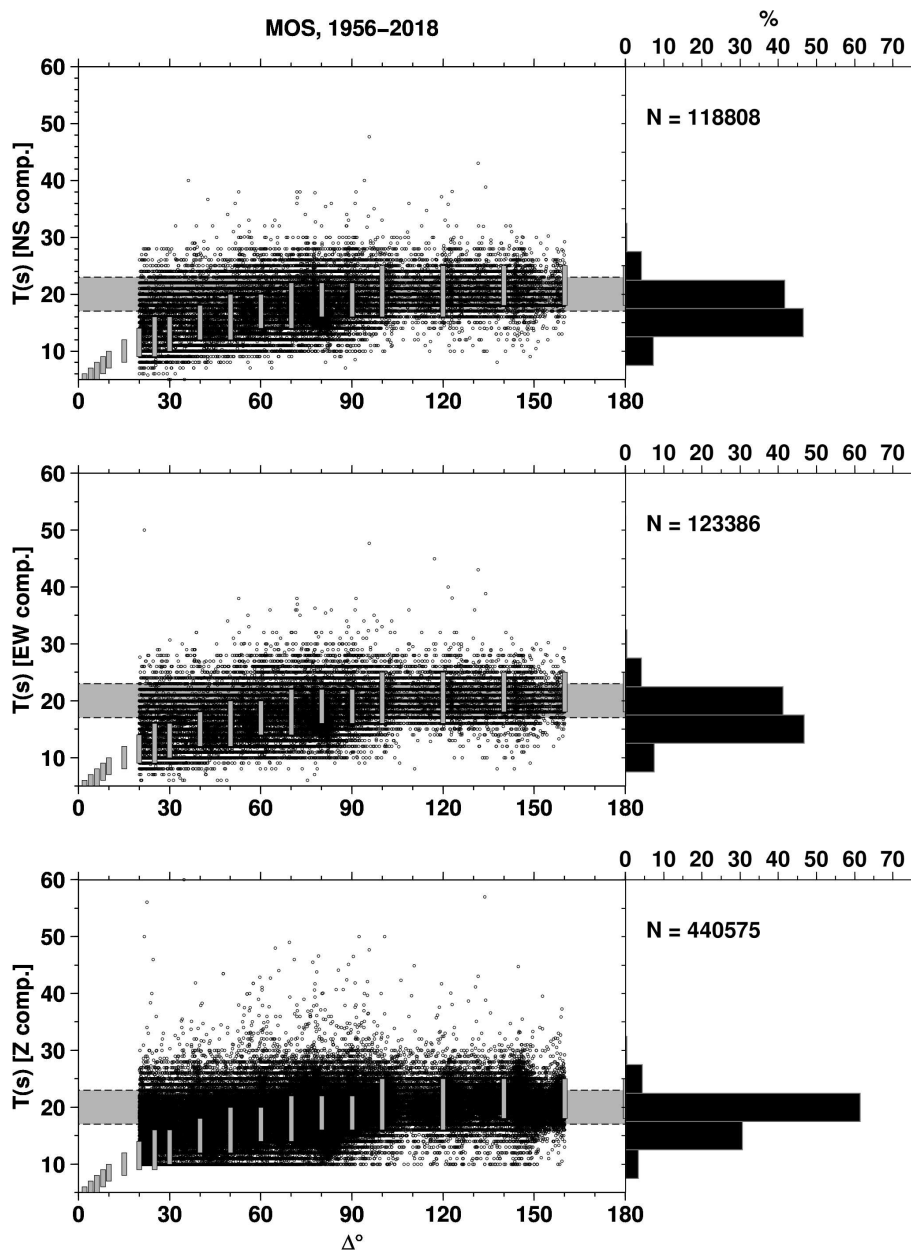 MOS, 1956–2018
%
0 10 20 30 40 50 60 70
60
50
40
30
20
10
T(s) [NS comp.]
N = 118808
0 30 60 90 120 150 180
0 10 20 30 40 50 60 70
60
50
40
30
20
10
T(s) [EW comp.]
N = 123386
0 30 60 90 120 150 180
0 10 20 30 40 50 60 70
60
50
40
30
20
10
T(s) [Z comp.]
N = 440575
0 30 60 90 120 150 180
Δ°